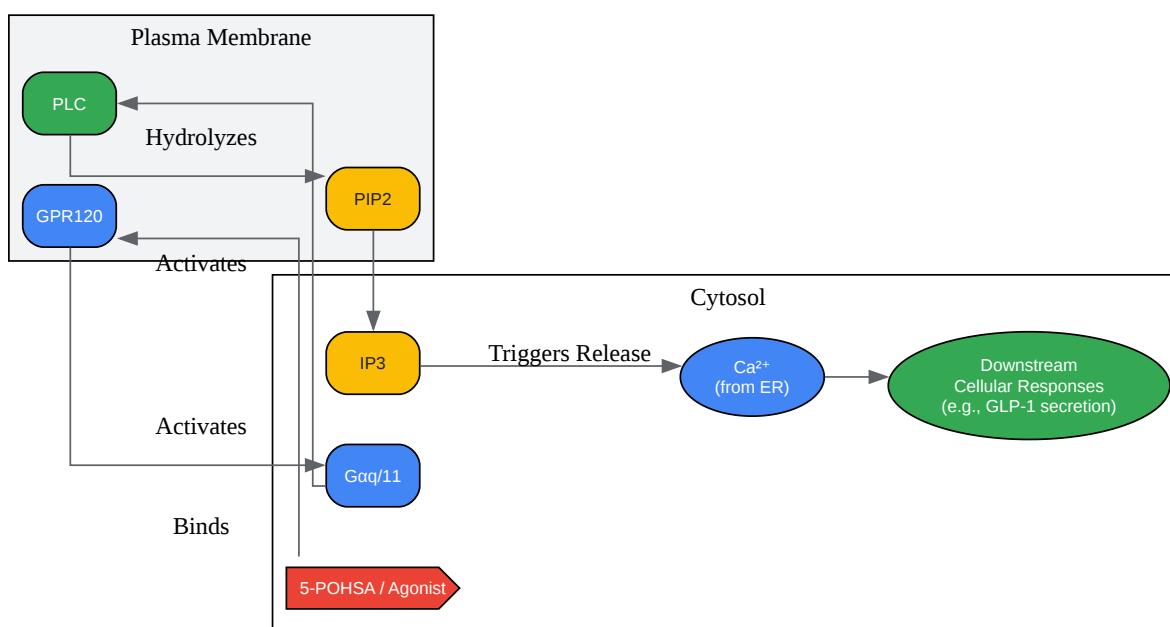 Plasma Membrane
PLC
Hydrolyzes
PIP2
GPR120
Activates
Cytosol
IP3
Triggers Release
Ca²⁺
(from ER)
Downstream
Cellular Responses
(e.g., GLP-1 secretion)
Activates
Gαq/11
Binds
5-POHSA / Agonist